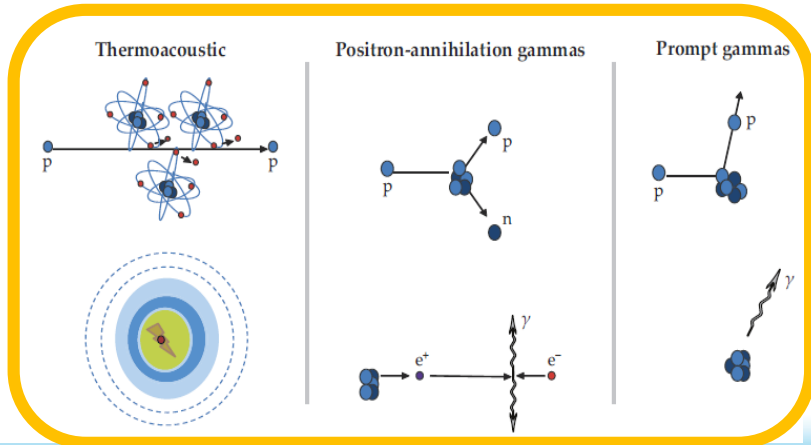 Thermoacoustic
p
p
Positron-annihilation gammas
p
p
n
γ
e⁺
e⁻
Prompt gammas
p
p
γ